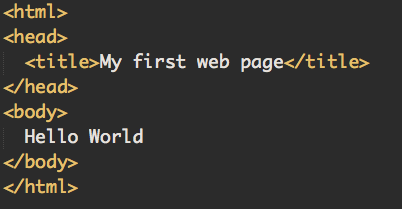 <html>
<head>
  <title>My first web page</title>
</head>
<body>
  Hello World
</body>
</html>